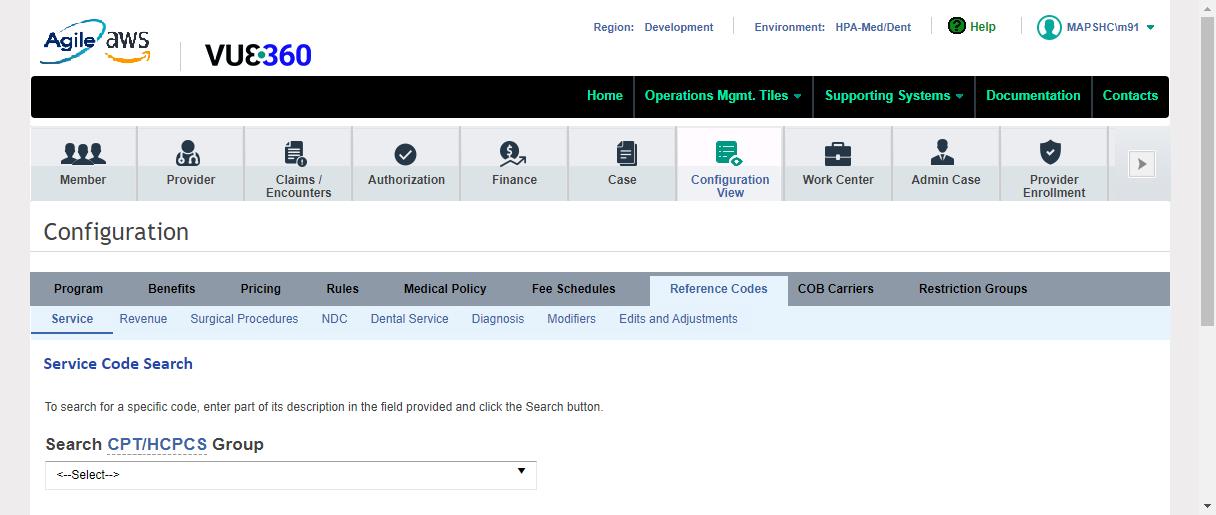 Agile aws
VUE360
Region: Development Environment: HPA-Med/Dent ? Help MAPSHC\m91
Home Operations Mgmt. Tiles Supporting Systems Documentation Contacts
Member Provider Claims / Encounters Authorization Finance Case Configuration View Work Center Admin Case Provider Enrollment
Configuration
Program Benefits Pricing Rules Medical Policy Fee Schedules Reference Codes COB Carriers Restriction Groups
Service Revenue Surgical Procedures NDC Dental Service Diagnosis Modifiers Edits and Adjustments
Service Code Search
To search for a specific code, enter part of its description in the field provided and click the Search button.
Search CPT/HCPCS Group
<--Select-->